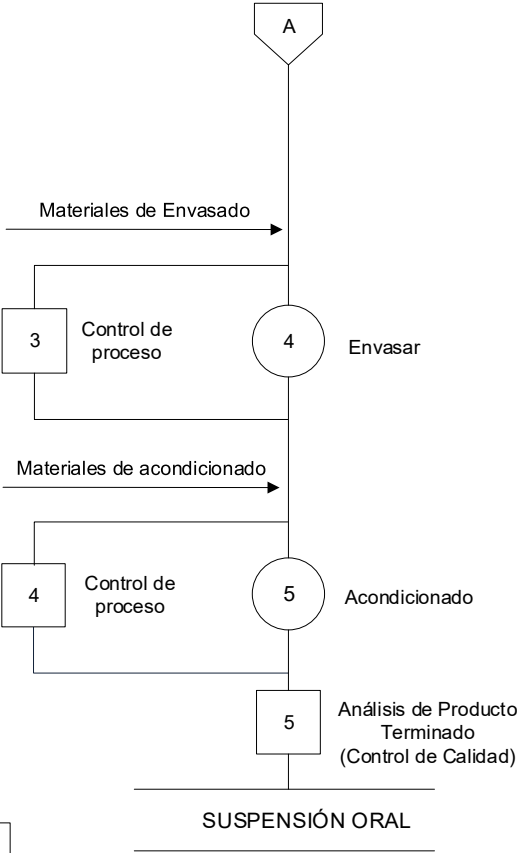 A
Materiales de Envasado
3
Control de
proceso
4
Envasar
Materiales de acondicionado
4
Control de
proceso
5
Acondicionado
5
Análisis de Producto
Terminado
(Control de Calidad)
SUSPENSIÓN ORAL